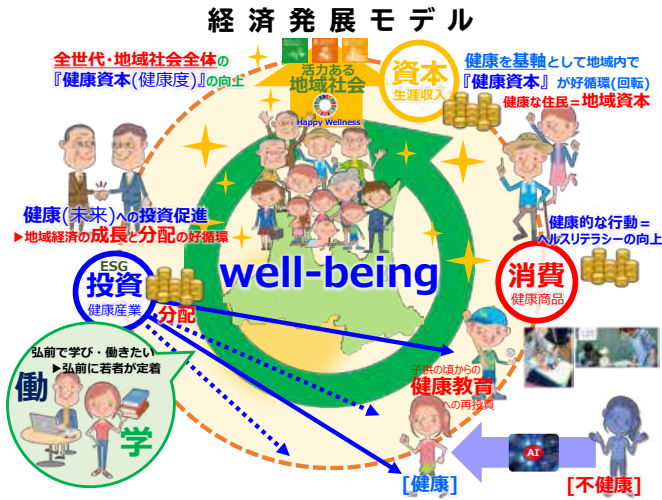 経済発展モデル
全世代・地域社会全体の
『健康資本(健康度)』の向上
活力ある
地域社会
Happy Wellness
資本
生涯収入
健康を基軸として地域内で
『健康資本』が好循環(回転)
健康な住民＝地域資本
健康(未来)への投資促進
▶地域経済の成長と分配の好循環
健康的な行動＝
ヘルスリテラシーの向上
well-being
ESG
投資
健康産業
分配
消費
健康商品
弘前で学び・働きたい
▶弘前に若者が定着
働
学
子供の頃からの
健康教育
への再投資
AI
[健康]
[不健康]